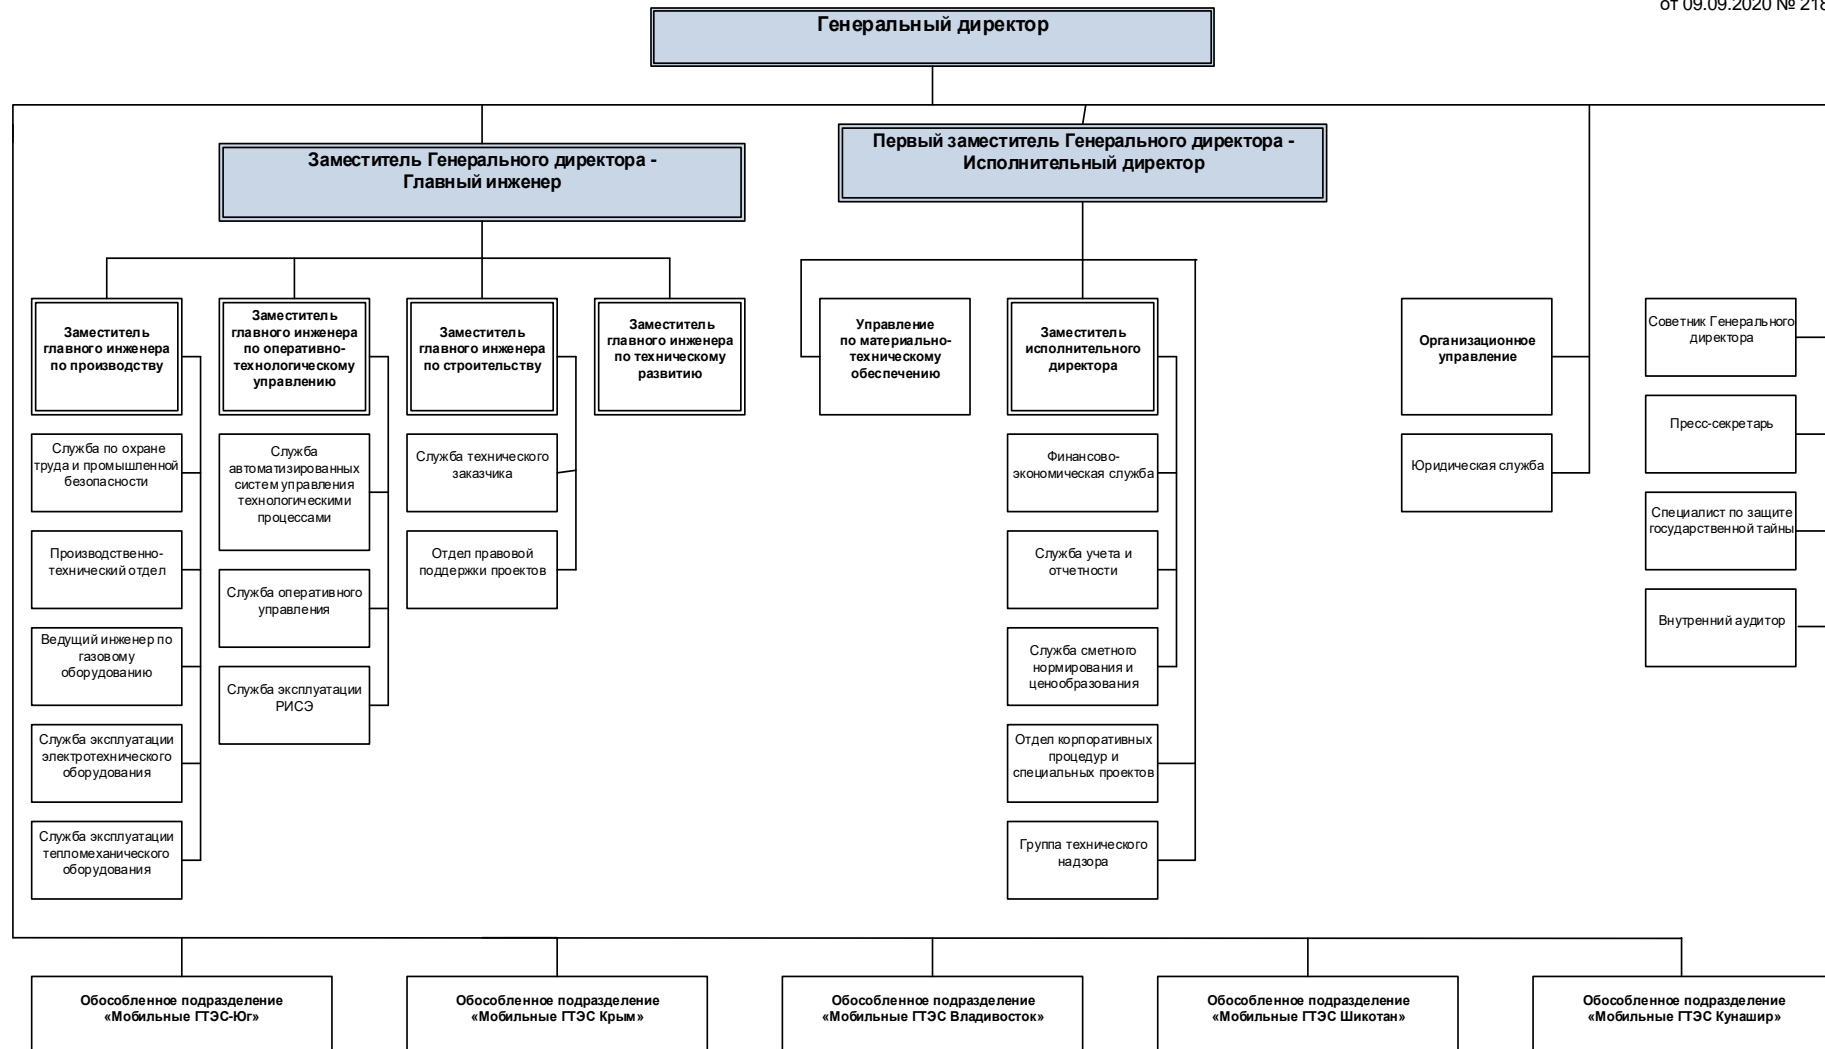 от 09.09.2020 № 218
Генеральный директор
Заместитель Генерального директора -
Главный инженер
Первый заместитель Генерального директора -
Исполнительный директор
Заместитель
главного инженера
по производству
Заместитель
главного инженера
по оперативно-
технологическому
управлению
Заместитель
главного инженера
по строительству
Заместитель
главного инженера
по техническому
развитию
Управление
по материально-
техническому
обеспечению
Заместитель
исполнительного
директора
Организационное
управление
Советник Генерального
директора
Служба по охране
труда и промышленной
безопасности
Служба
автоматизированных
систем управления
технологическими
процессами
Служба технического
заказчика
Финансово-
экономическая служба
Юридическая служба
Пресс-секретарь
Производственно-
технический отдел
Служба оперативного
управления
Отдел правовой
поддержки проектов
Служба учета и
отчетности
Специалист по защите
государственной тайны
Ведущий инженер по
газовому
оборудованию
Служба эксплуатации
РИСЭ
Служба сметного
нормирования и
ценообразования
Внутренний аудитор
Служба эксплуатации
электротехнического
оборудования
Отдел корпоративных
процедур и
специальных проектов
Служба эксплуатации
тепломеханического
оборудования
Группа технического
надзора
Обособленное подразделение
«Мобильные ГТЭС-Юг»
Обособленное подразделение
«Мобильные ГТЭС Крым»
Обособленное подразделение
«Мобильные ГТЭС Владивосток»
Обособленное подразделение
«Мобильные ГТЭС Шикотан»
Обособленное подразделение
«Мобильные ГТЭС Кунашир»